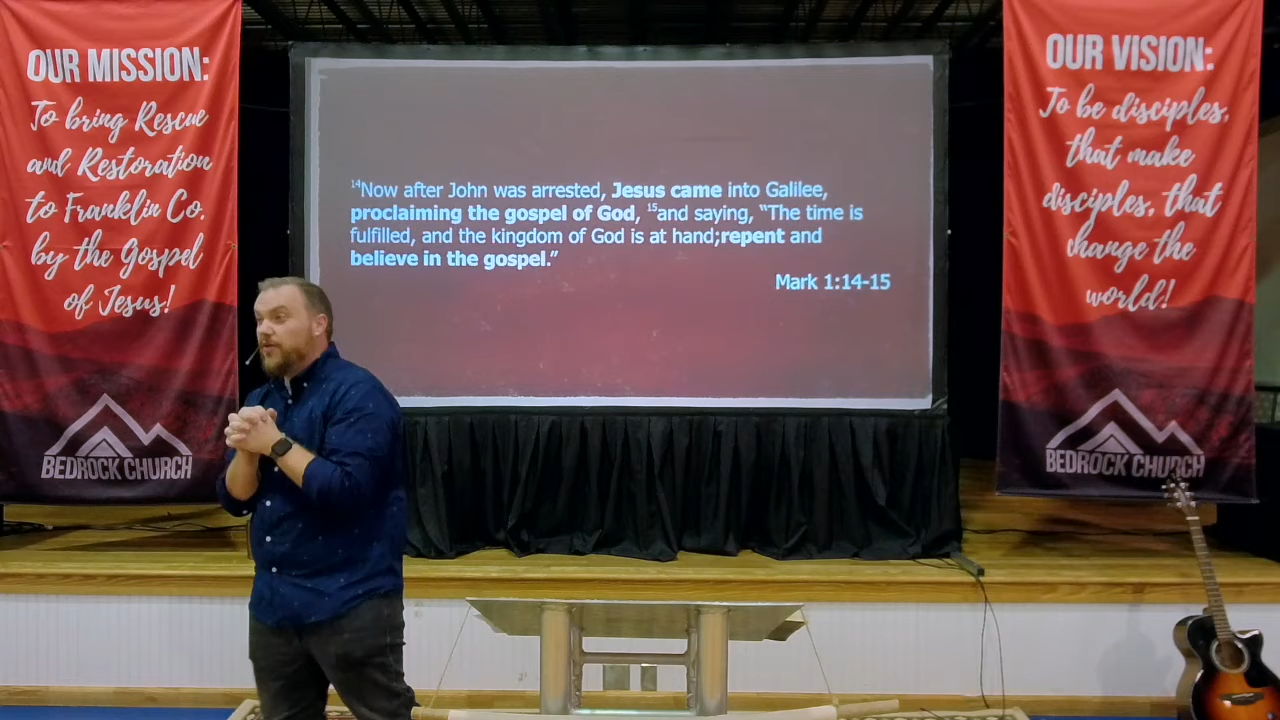 OUR MISSION:
To bring Rescue
and Restoration
to Franklin Co.
by the Gospel
of Jesus!
BEDROCK CHURCH
¹⁴Now after John was arrested, Jesus came into Galilee,
proclaiming the gospel of God, ¹⁵and saying, “The time is
fulfilled, and the kingdom of God is at hand;repent and
believe in the gospel.”
Mark 1:14-15
OUR VISION:
To be disciples,
that make
disciples, that
change the
world!
BEDROCK CHURCH